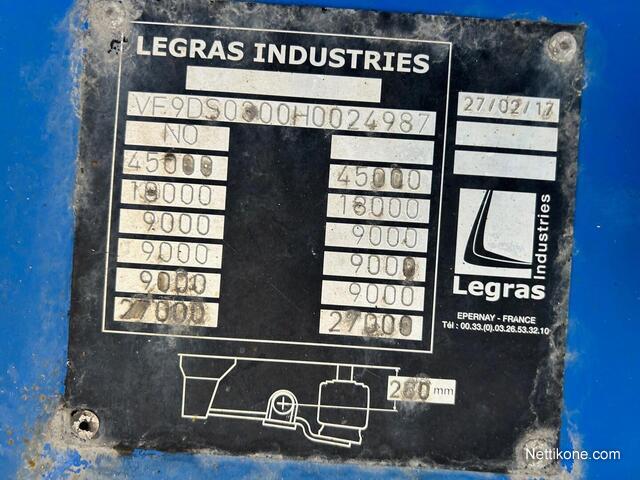 LEGRAS INDUSTRIES
VF9DS0300H0024987
27/02/17
NO
45000 45000
18000 18000
9000 9000
9000 9000
9000 9000
27000 27000
Legras
Industries
EPERNAY - FRANCE
Tél : 00.33.(0).03.26.53.32.10
260 mm
Nettikone.com